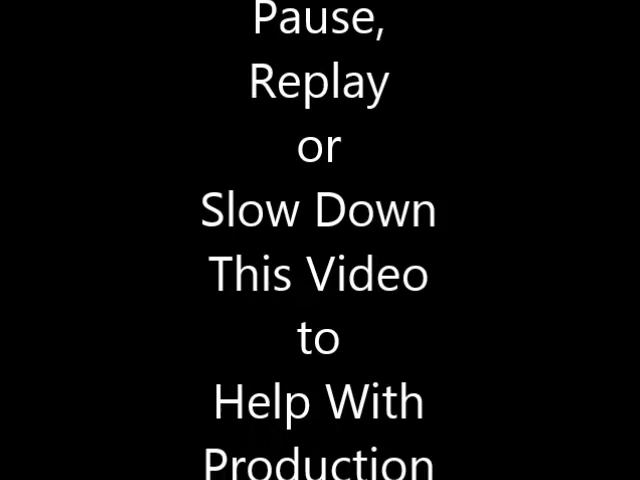 Pause,
Replay
or
Slow Down
This Video
to
Help With
Production